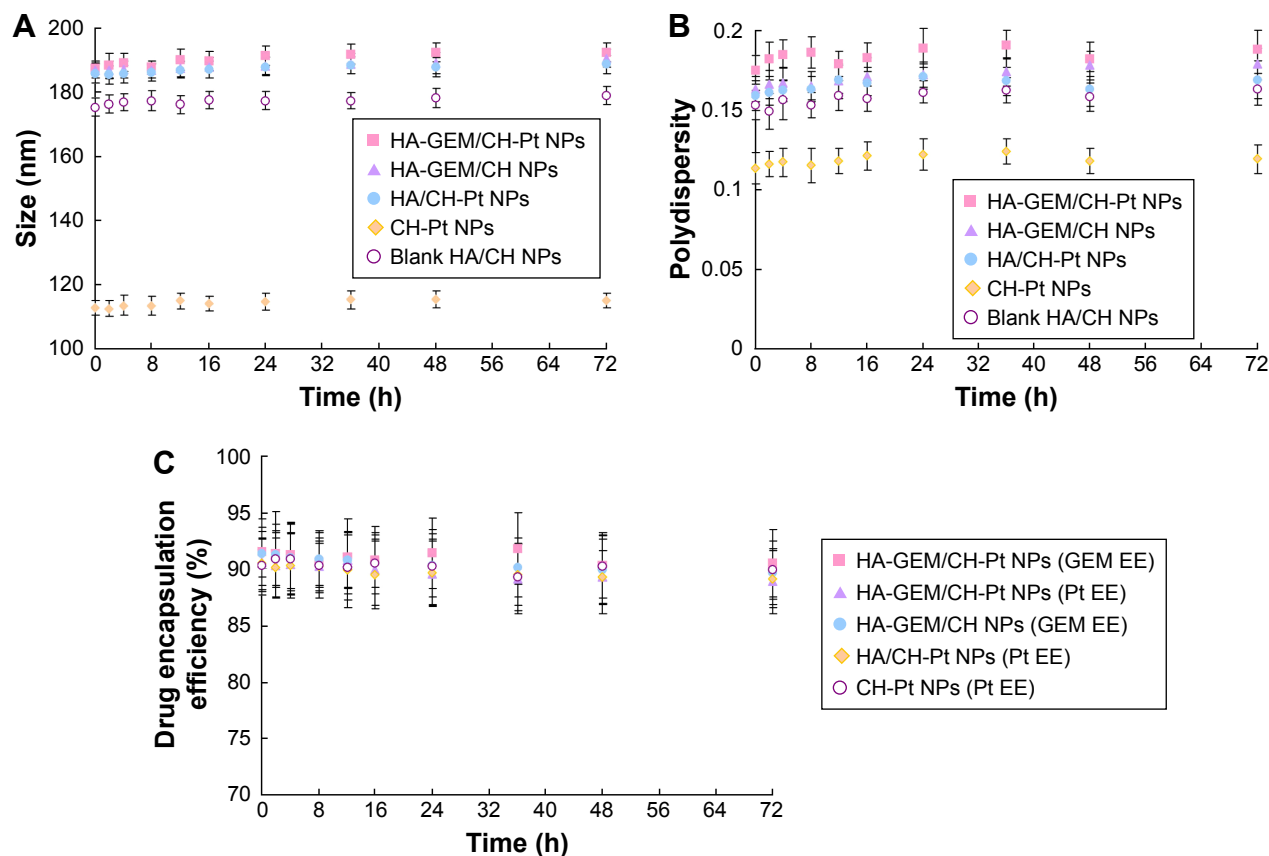 A
200
180
160
140
120
100
Size (nm)
0 8 16 24 32 40 48 56 64 72
Time (h)
HA-GEM/CH-Pt NPs
HA-GEM/CH NPs
HA/CH-Pt NPs
CH-Pt NPs
Blank HA/CH NPs
B
0.2
0.15
0.1
0.05
0
Polydispersity
0 8 16 24 32 40 48 56 64 72
Time (h)
HA-GEM/CH-Pt NPs
HA-GEM/CH NPs
HA/CH-Pt NPs
CH-Pt NPs
Blank HA/CH NPs
C
100
95
90
85
80
75
70
Drug encapsulation
efficiency (%)
0 8 16 24 32 40 48 56 64 72
Time (h)
HA-GEM/CH-Pt NPs (GEM EE)
HA-GEM/CH-Pt NPs (Pt EE)
HA-GEM/CH NPs (GEM EE)
HA/CH-Pt NPs (Pt EE)
CH-Pt NPs (Pt EE)